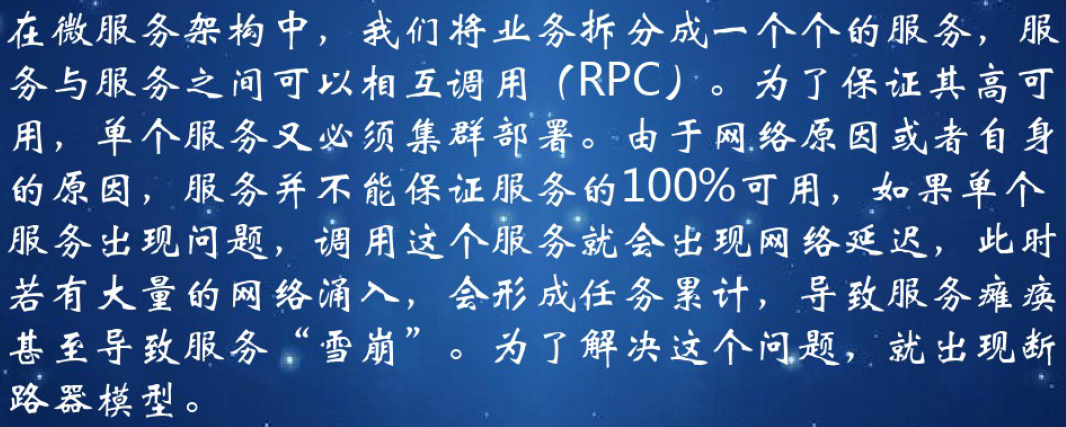 在微服务架构中，我们将业务拆分成一个个的服务，服
务与服务之间可以相互调用（RPC）。为了保证其高可
用，单个服务又必须集群部署。由于网络原因或者自身
的原因，服务并不能保证服务的100%可用，如果单个
服务出现问题，调用这个服务就会出现网络延迟，此时
若有大量的网络涌入，会形成任务累计，导致服务瘫痪
甚至导致服务“雪崩”。为了解决这个问题，就出现断
路器模型。